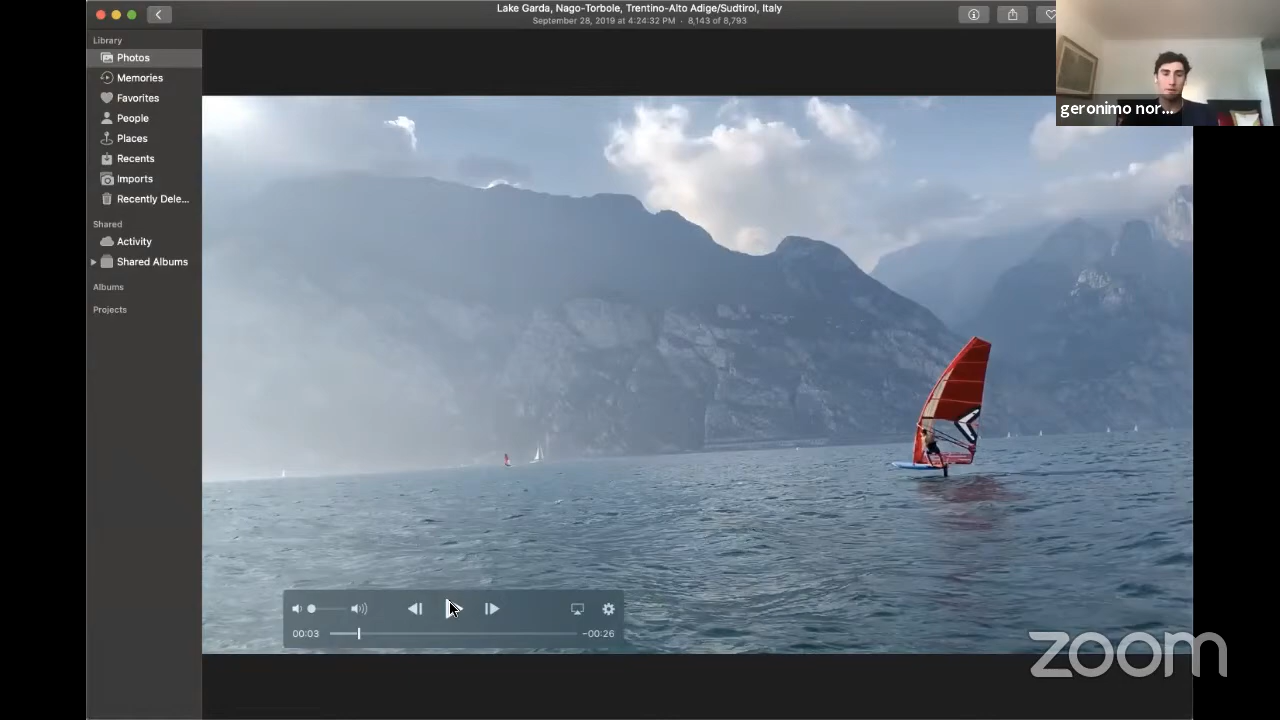 Lake Garda, Nago-Torbole, Trentino-Alto Adige/Südtirol, Italy
September 28, 2019 at 4:24:32 PM · 8,143 of 8,793
Library
Photos
Memories
Favorites
People
Places
Recents
Imports
Recently Dele...
Shared
Activity
Shared Albums
Albums
Projects
geronimo nor...
00:03
−00:26
zoom